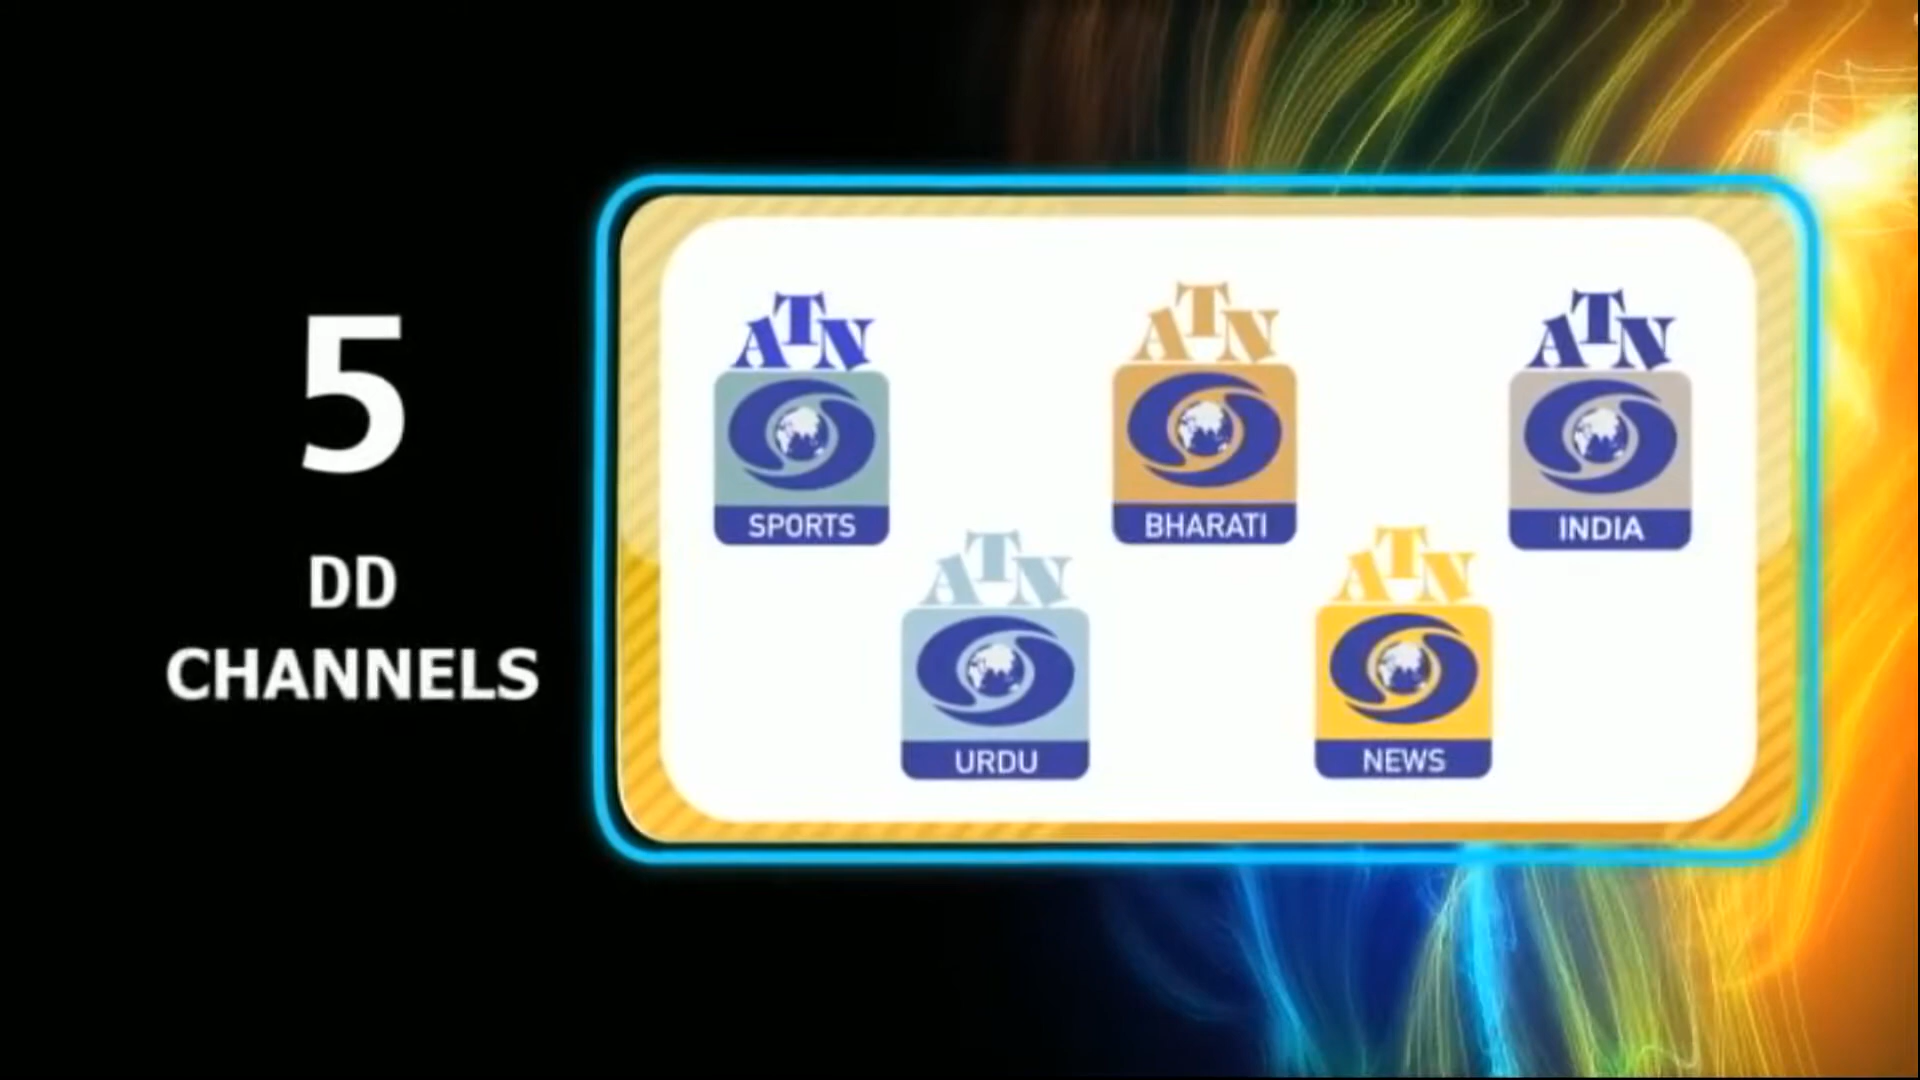 5
DD
CHANNELS
ATN
SPORTS
ATN
BHARATI
ATN
INDIA
ATN
URDU
ATN
NEWS